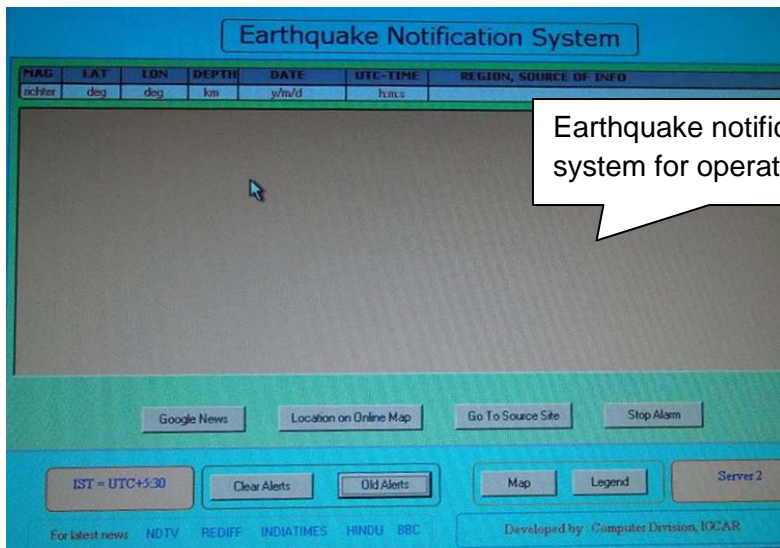 Earthquake Notification System
MAG LAT LON DEPTH DATE UTC-TIME REGION, SOURCE OF INFO
richter deg deg km y/m/d h:m:s
Earthquake
system for
Google News Location on Online Map Go To Source Site Stop Alarm
IST = UTC+5:30 Clear Alerts Old Alerts Map Legend Server 2
For latest news NDTV REDIFF INDIATIMES HINDU BBC Developed by : Computer Division, IGCAR